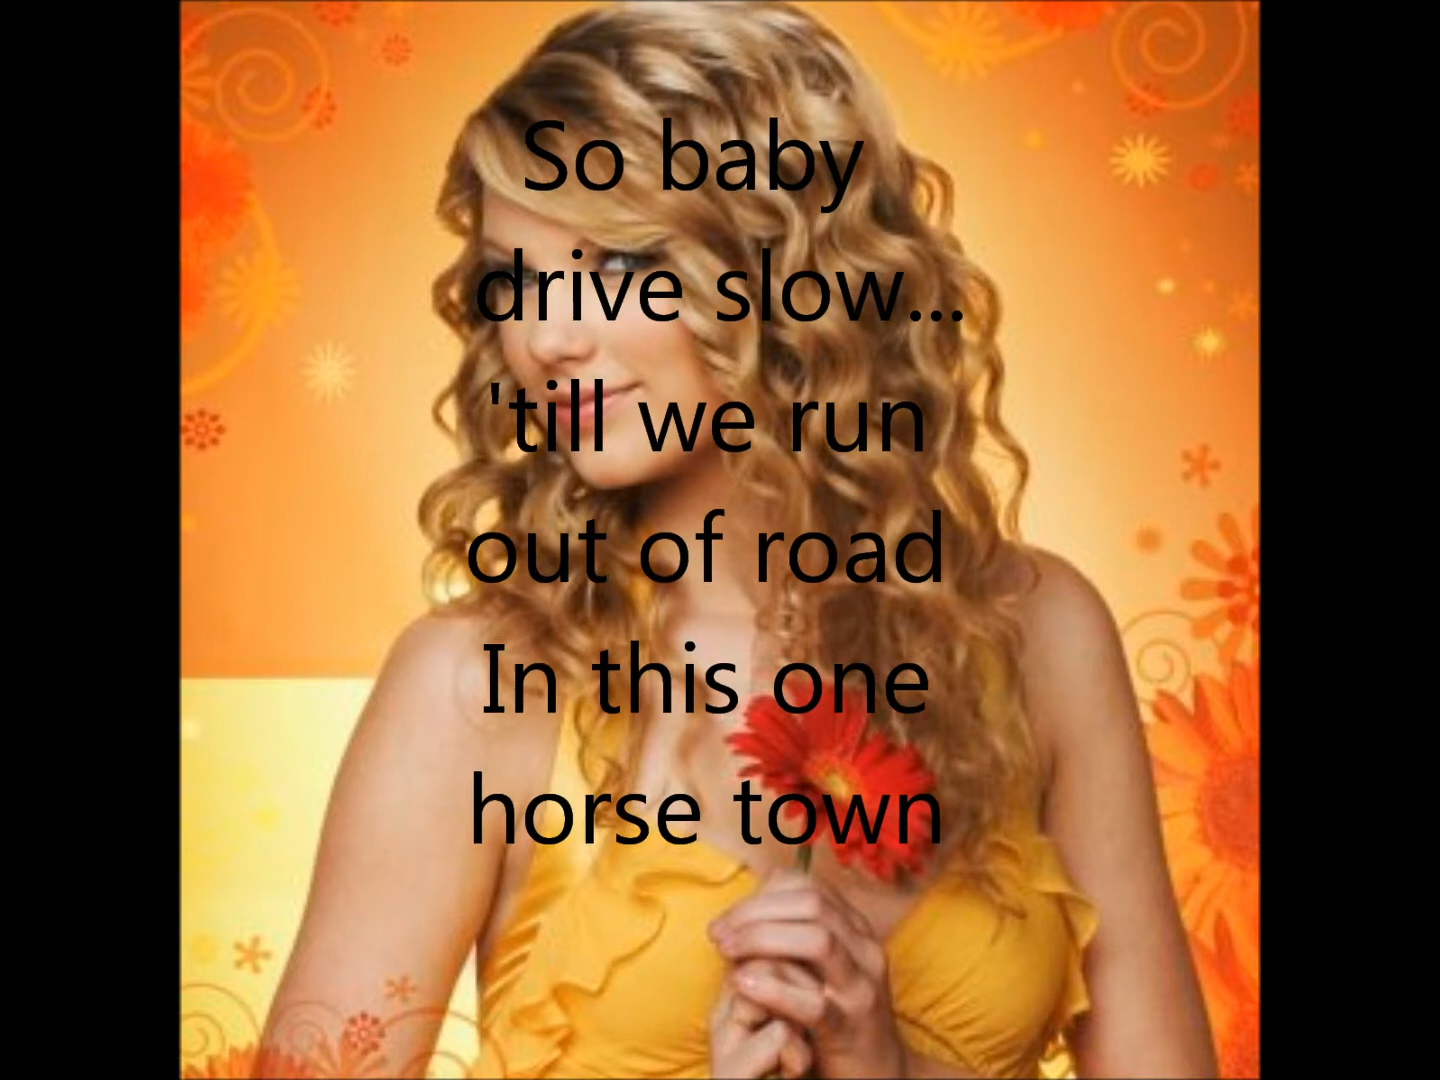 So baby
drive slow...
'till we run
out of road
In this one
horse town